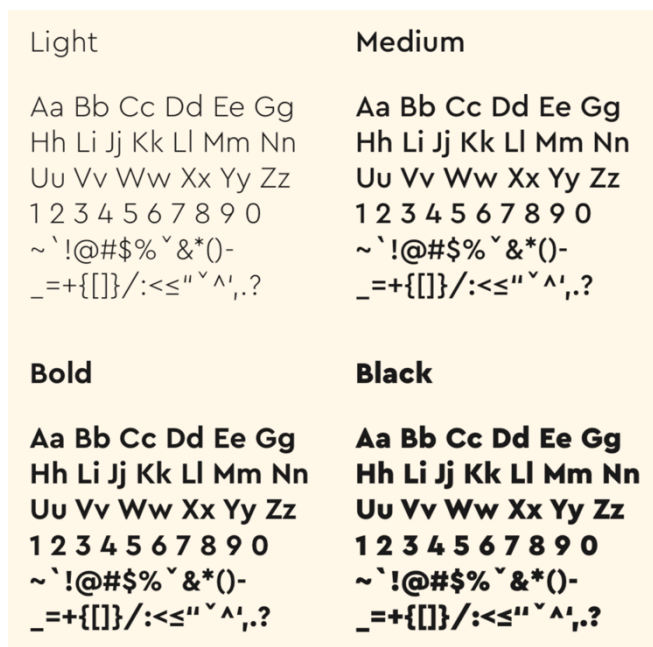 Light
Aa Bb Cc Dd Ee Gg
Hh Li Jj Kk Ll Mm Nn
Uu Vv Ww Xx Yy Zz
1 2 3 4 5 6 7 8 9 0
~`!@#$%ˇ&*()-
_=+{[]}/:<≤“ˇ^‘,.?
Medium
Aa Bb Cc Dd Ee Gg
Hh Li Jj Kk Ll Mm Nn
Uu Vv Ww Xx Yy Zz
1 2 3 4 5 6 7 8 9 0
~`!@#$%ˇ&*()-
_=+{[]}/:<≤“ˇ^‘,.?
Bold
Aa Bb Cc Dd Ee Gg
Hh Li Jj Kk Ll Mm Nn
Uu Vv Ww Xx Yy Zz
1 2 3 4 5 6 7 8 9 0
~`!@#$%ˇ&*()-
_=+{[]}/:<≤“ˇ^‘,.?
Black
Aa Bb Cc Dd Ee Gg
Hh Li Jj Kk Ll Mm Nn
Uu Vv Ww Xx Yy Zz
1 2 3 4 5 6 7 8 9 0
~`!@#$%ˇ&*()-
_=+{[]}/:<≤“ˇ^‘,.?